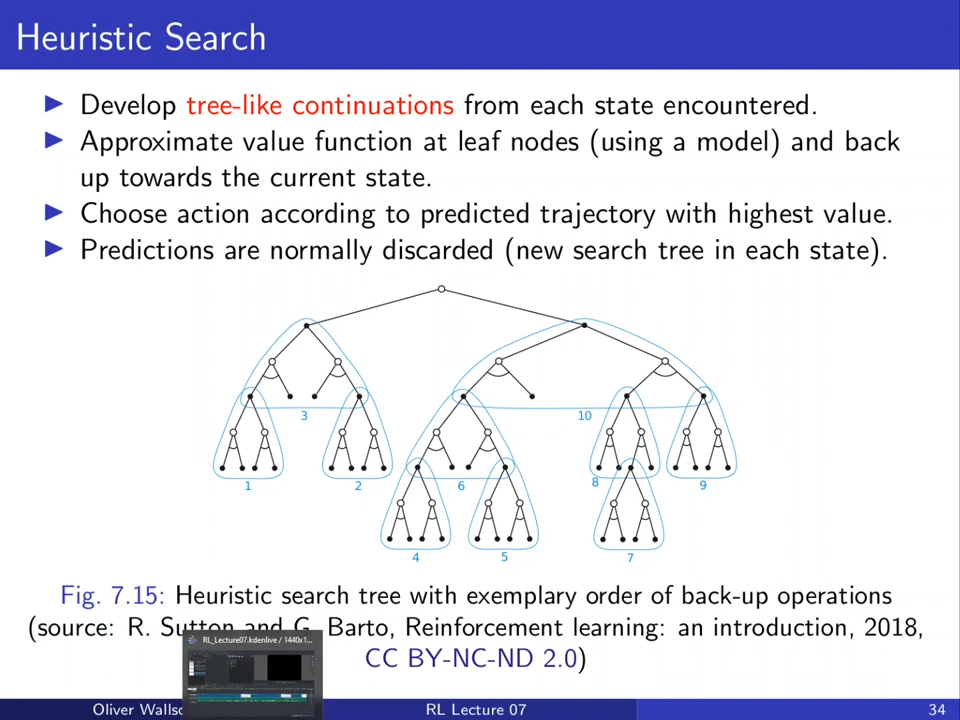 Heuristic Search
Develop tree-like continuations from each state encountered.
Approximate value function at leaf nodes (using a model) and back
up towards the current state.
Choose action according to predicted trajectory with highest value.
Predictions are normally discarded (new search tree in each state).
3
10
1
2
6
8
9
4
5
7
Fig. 7.15: Heuristic search tree with exemplary order of back-up operations
(source: R. Sutton and G. Barto, Reinforcement learning: an introduction, 2018,
RL_Lecture07.kdenlive / 1440x1...
CC BY-NC-ND 2.0)
Oliver
RL Lecture 07
34